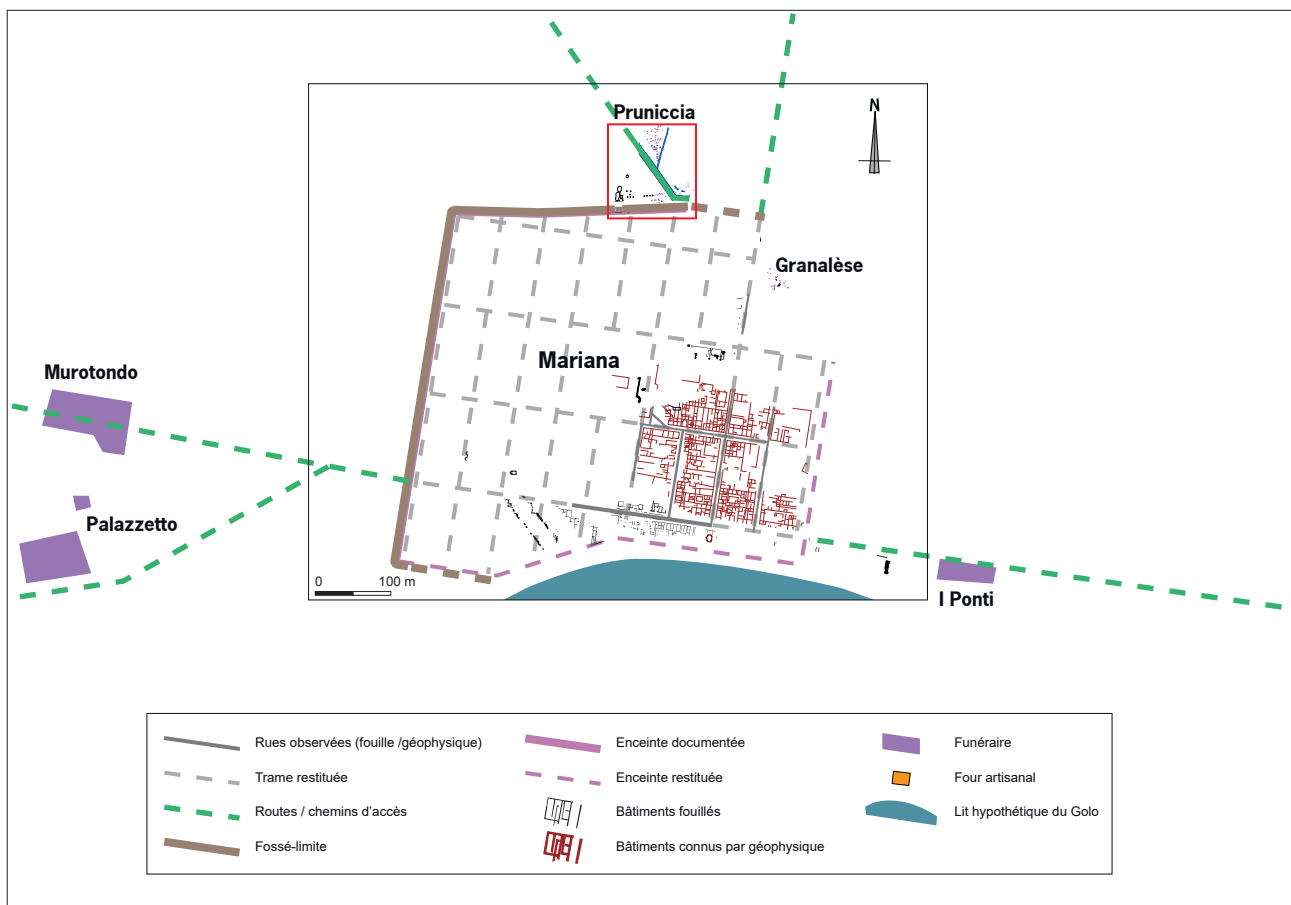 Pruniccia
N
Granalèse
Mariana
Murotondo
Palazzetto
0 100 m
I Ponti
Rues observées (fouille /géophysique)
Trame restituée
Routes / chemins d'accès
Fossé-limite
Enceinte documentée
Enceinte restituée
Bâtiments fouillés
Bâtiments connus par géophysique
Funéraire
Four artisanal
Lit hypothétique du Golo